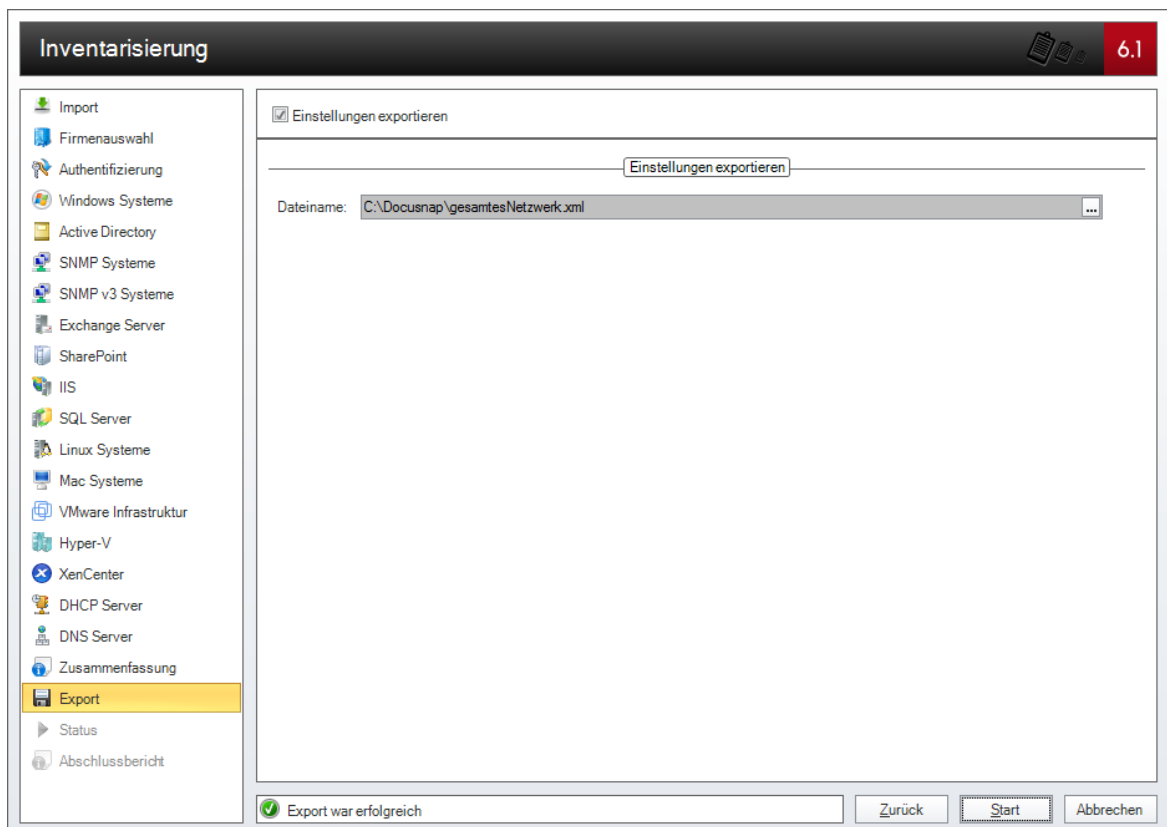 Inventarisierung
6.1
Import
Firmenauswahl
Authentifizierung
Windows Systeme
Active Directory
SNMP Systeme
SNMP v3 Systeme
Exchange Server
SharePoint
IIS
SQL Server
Linux Systeme
Mac Systeme
VMware Infrastruktur
Hyper-V
XenCenter
DHCP Server
DNS Server
Zusammenfassung
Export
Status
Abschlussbericht
Einstellungen exportieren
Einstellungen exportieren
Dateiname: C:\Docusnap\gesamtesNetzwerk.xml ...
Export war erfolgreich
Zurück Start Abbrechen